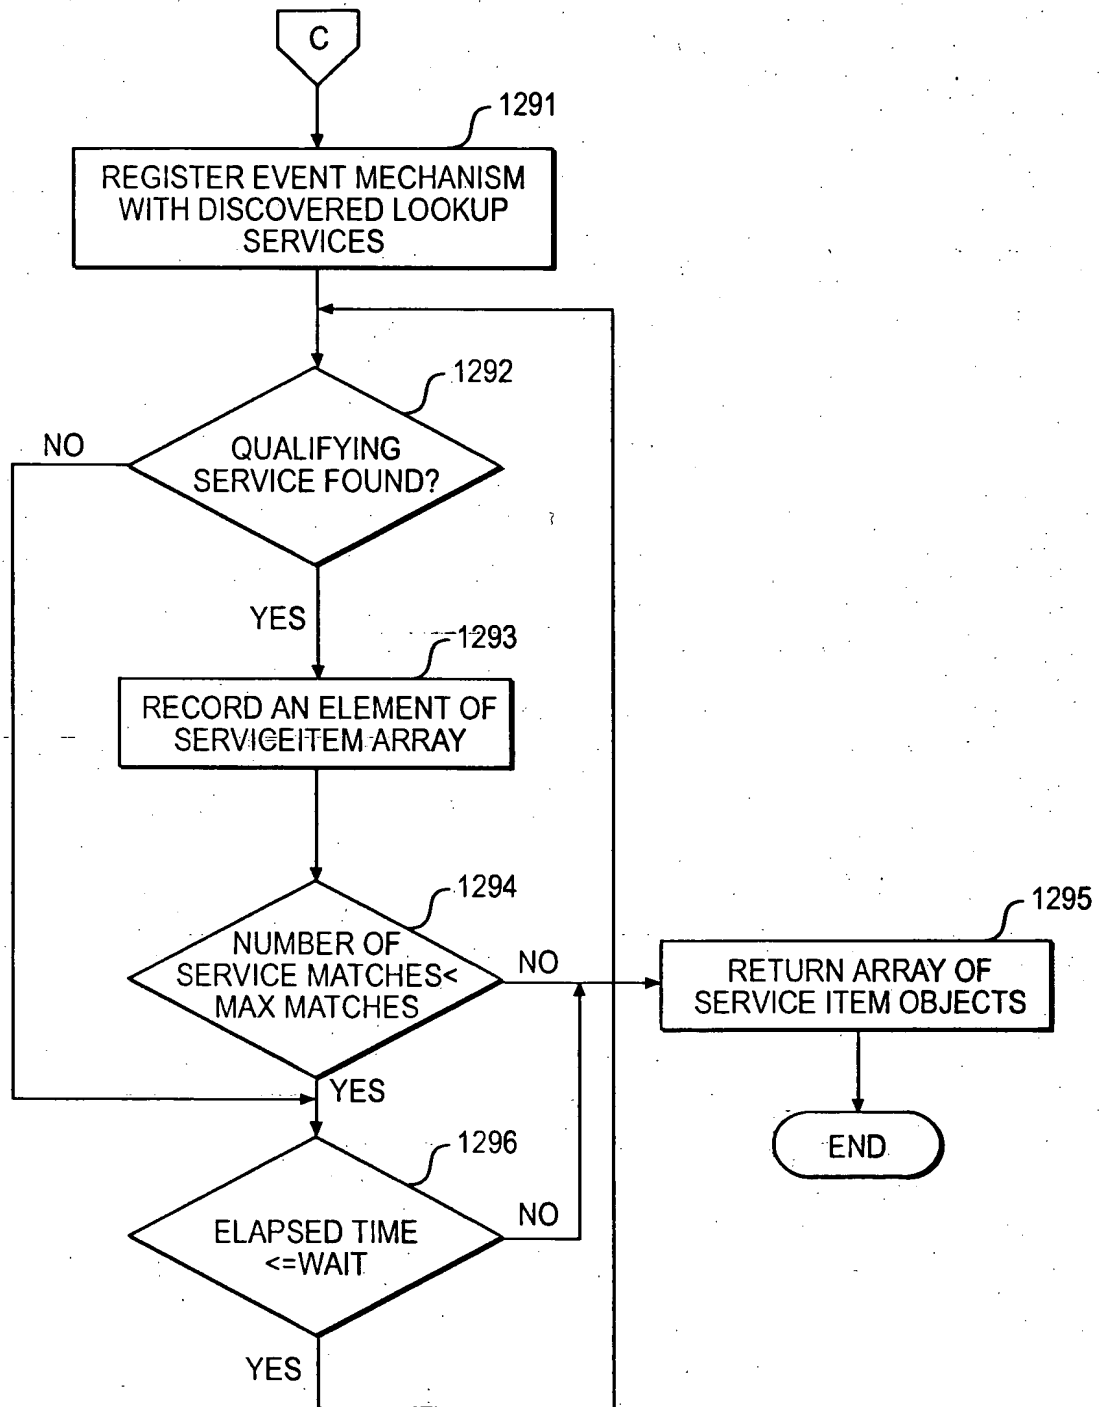 C
1291
REGISTER EVENT MECHANISM
WITH DISCOVERED LOOKUP
SERVICES
1292
NO
QUALIFYING
SERVICE FOUND?
YES
1293
RECORD AN ELEMENT OF
SERVICEITEM ARRAY
1294
NUMBER OF
SERVICE MATCHES<
MAX MATCHES
NO
1295
RETURN ARRAY OF
SERVICE ITEM OBJECTS
YES
END
1296
ELAPSED TIME
<=WAIT
NO
YES